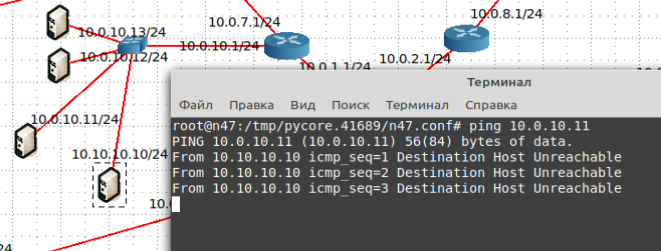 10.0.7.1/24
10.0.8.1/24
10.0.10.13/24
10.0.10.1/24
10.0.10.12/24
10.0.2.1/24
10.0.1.1/24
10.0.10.11/24
10.10.10.10/24
Терминал
Файл Правка Вид Поиск Терминал Справка
root@n47:/tmp/pycore.41689/n47.conf# ping 10.0.10.11
PING 10.0.10.11 (10.0.10.11) 56(84) bytes of data.
From 10.10.10.10 icmp_seq=1 Destination Host Unreachable
From 10.10.10.10 icmp_seq=2 Destination Host Unreachable
From 10.10.10.10 icmp_seq=3 Destination Host Unreachable
10.
24